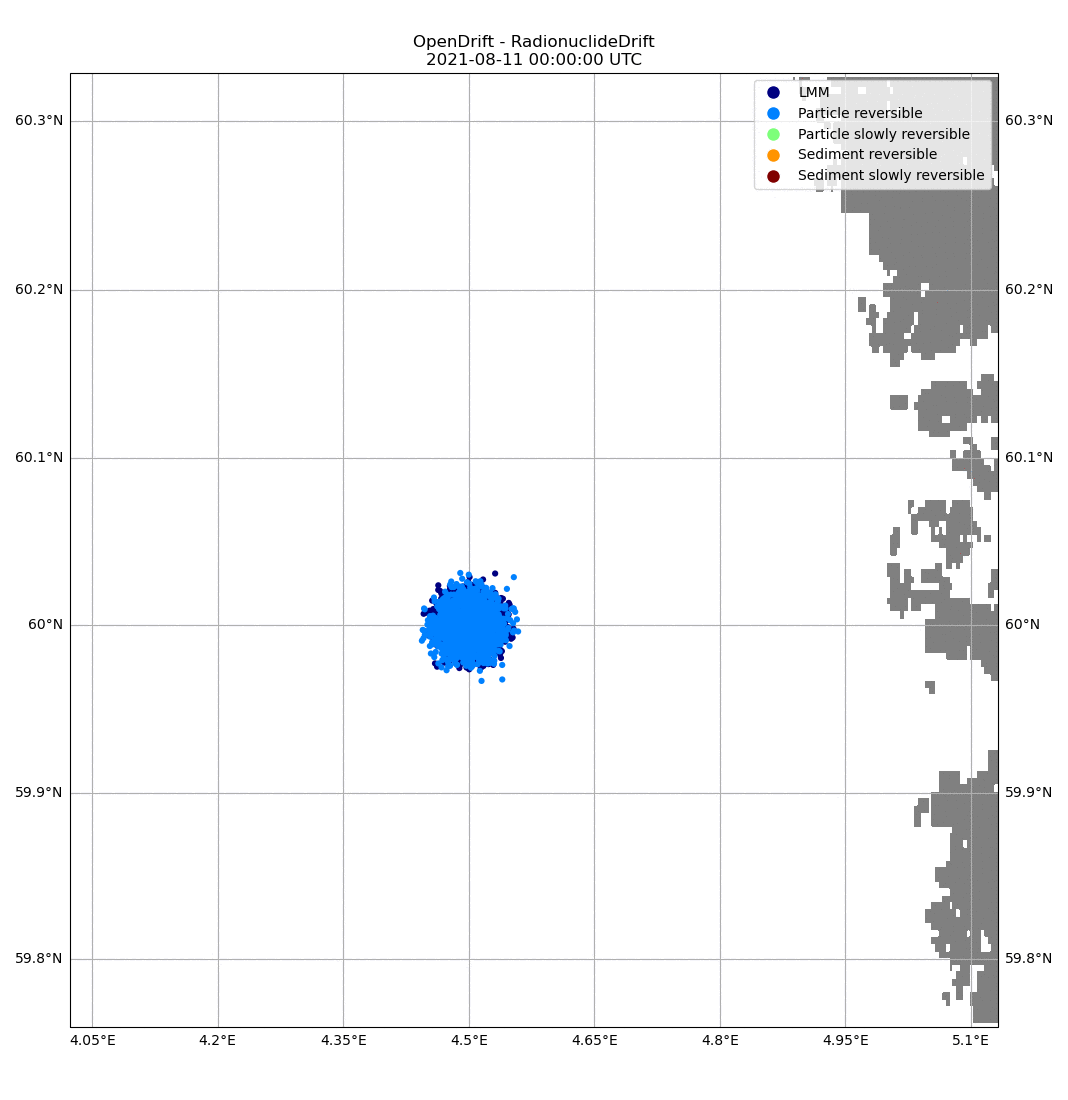 OpenDrift - RadionuclideDrift
2021-08-11 00:00:00 UTC
LMM
Particle reversible
Particle slowly reversible
Sediment reversible
Sediment slowly reversible
60.3°N 60.3°N
60.2°N 60.2°N
60.1°N 60.1°N
60°N 60°N
59.9°N 59.9°N
59.8°N 59.8°N
4.05°E 4.2°E 4.35°E 4.5°E 4.65°E 4.8°E 4.95°E 5.1°E